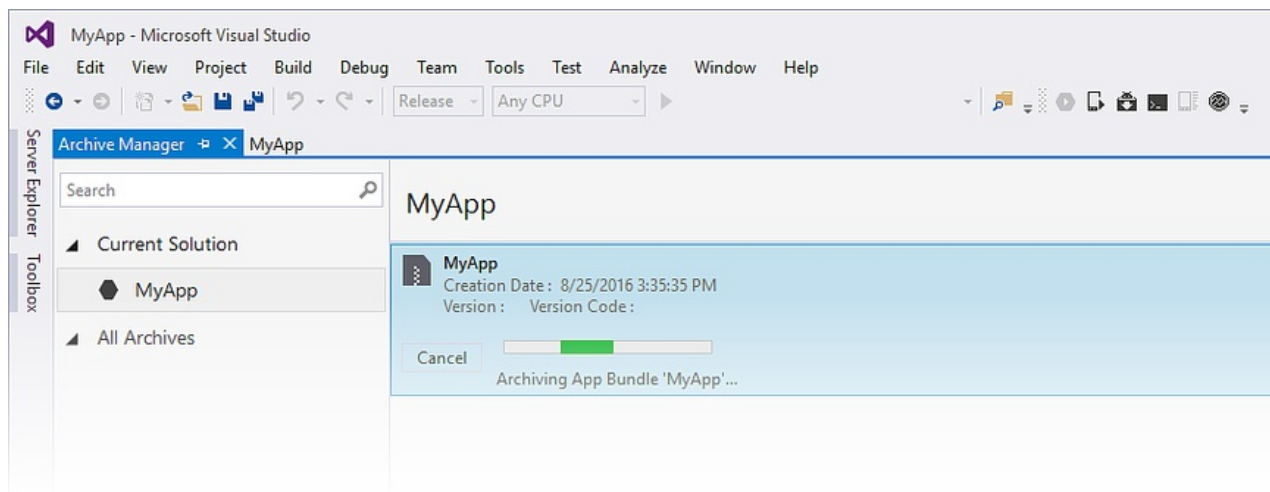 MyApp - Microsoft Visual Studio
File Edit View Project Build Debug Team Tools Test Analyze Window Help
Release Any CPU
Server Explorer
Toolbox
Archive Manager MyApp
Search
Current Solution
MyApp
All Archives
MyApp
MyApp
Creation Date : 8/25/2016 3:35:35 PM
Version : Version Code :
Cancel
Archiving App Bundle 'MyApp'...